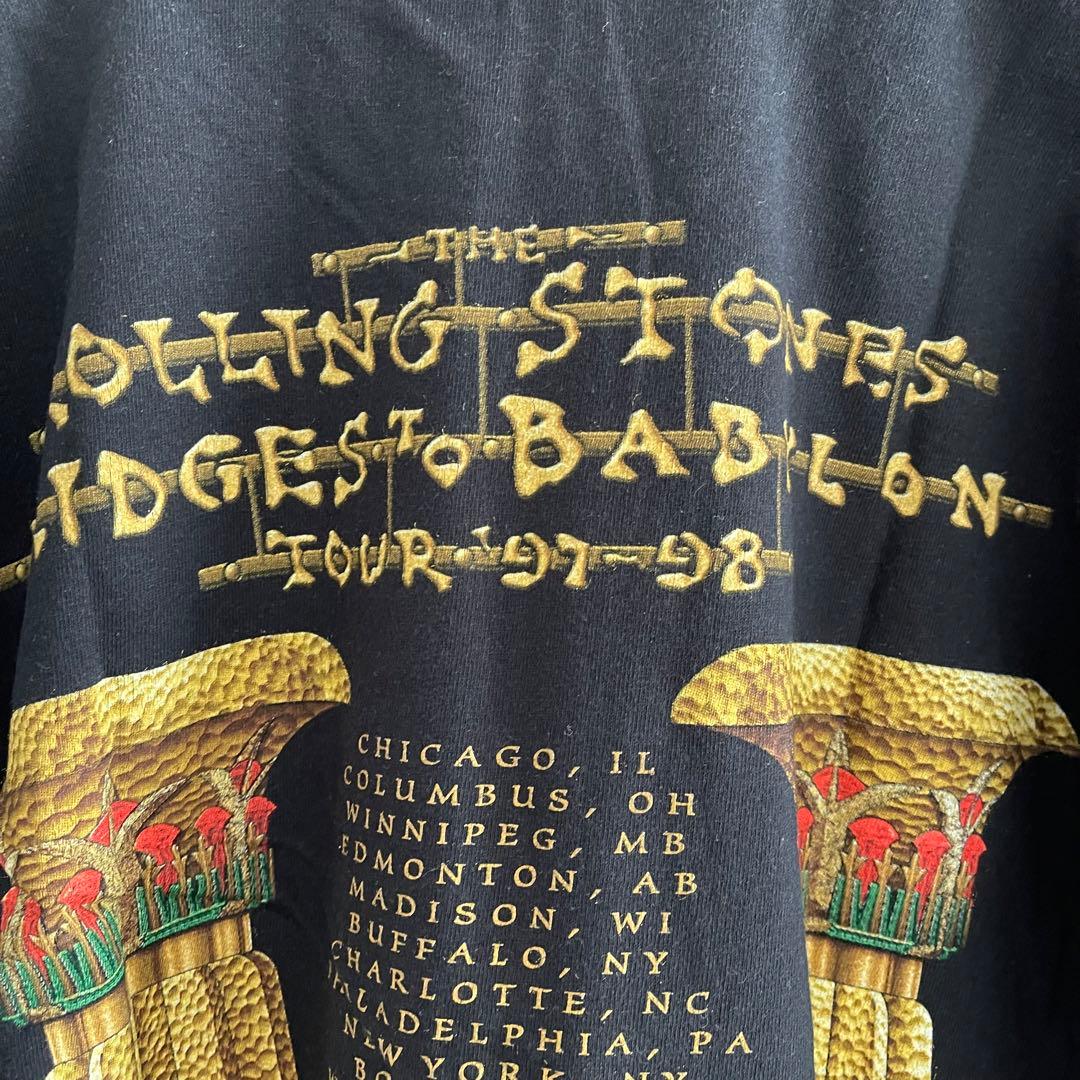 THE
ROLLING STONES
BRIDGES TO BABYLON
TOUR '97-98
CHICAGO, IL
COLUMBUS, OH
WINNIPEG, MB
EDMONTON, AB
MADISON, WI
BUFFALO, NY
CHARLOTTE, NC
PHILADELPHIA, PA
NEW YORK, NY
BO